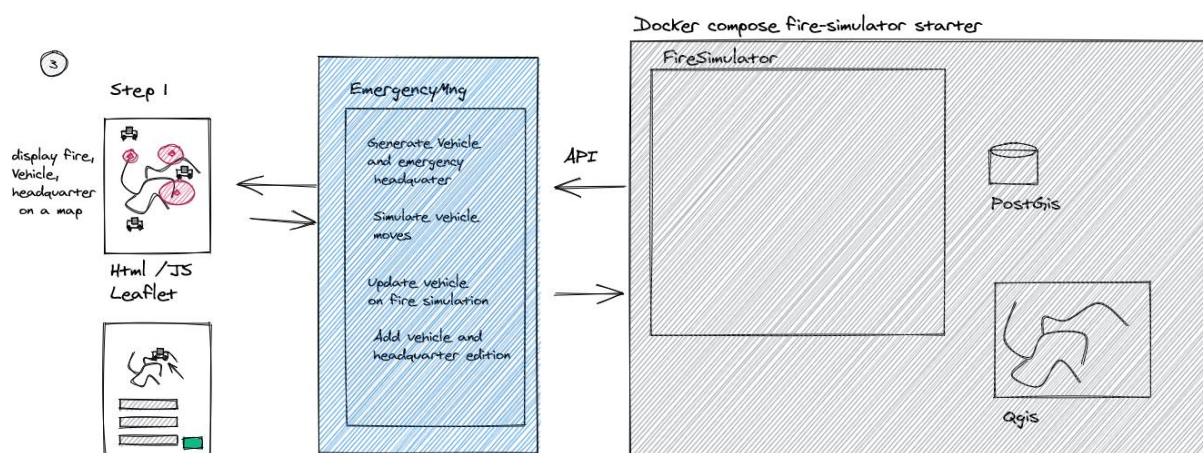 Docker compose fire-simulator starter
3
FireSimulator
Step 1
EmergencyMng
display fire,
Vehicle,
headquarter
on a map
Generate Vehicle
and emergency
headquater
API
Simulate vehicle
moves
PostGis
Html /JS
Leaflet
Update vehicle
on fire simulation
Add vehicle and
headquarter edition
Qgis